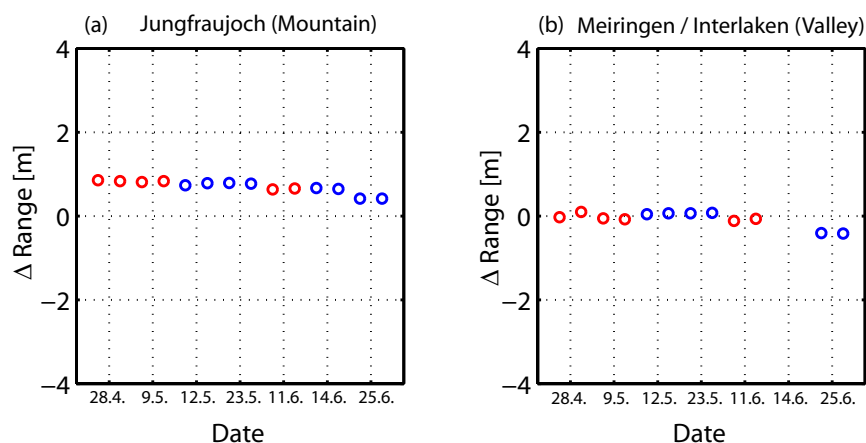 (a) Jungfraujoch (Mountain)
4
2
0
−2
−4
Δ Range [m]
28.4. 9.5. 12.5. 23.5. 11.6. 14.6. 25.6.
Date
(b) Meiringen / Interlaken (Valley)
4
2
0
−2
−4
Δ Range [m]
28.4. 9.5. 12.5. 23.5. 11.6. 14.6. 25.6.
Date